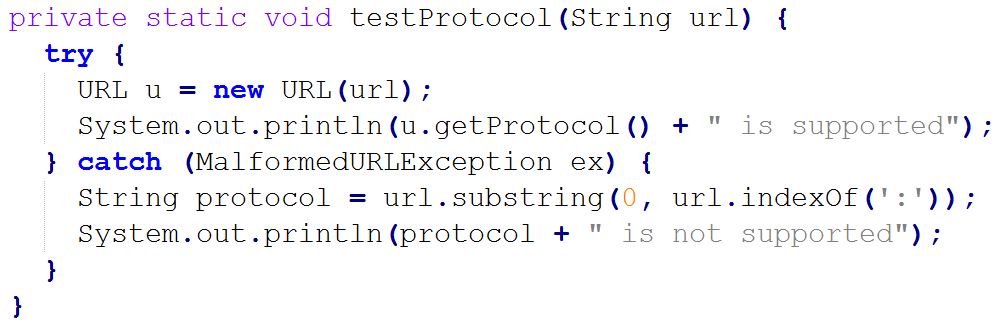 private static void testProtocol(String url) {
  try {
    URL u = new URL(url);
    System.out.println(u.getProtocol() + " is supported");
  } catch (MalformedURLException ex) {
    String protocol = url.substring(0, url.indexOf(':'));
    System.out.println(protocol + " is not supported");
  }
}